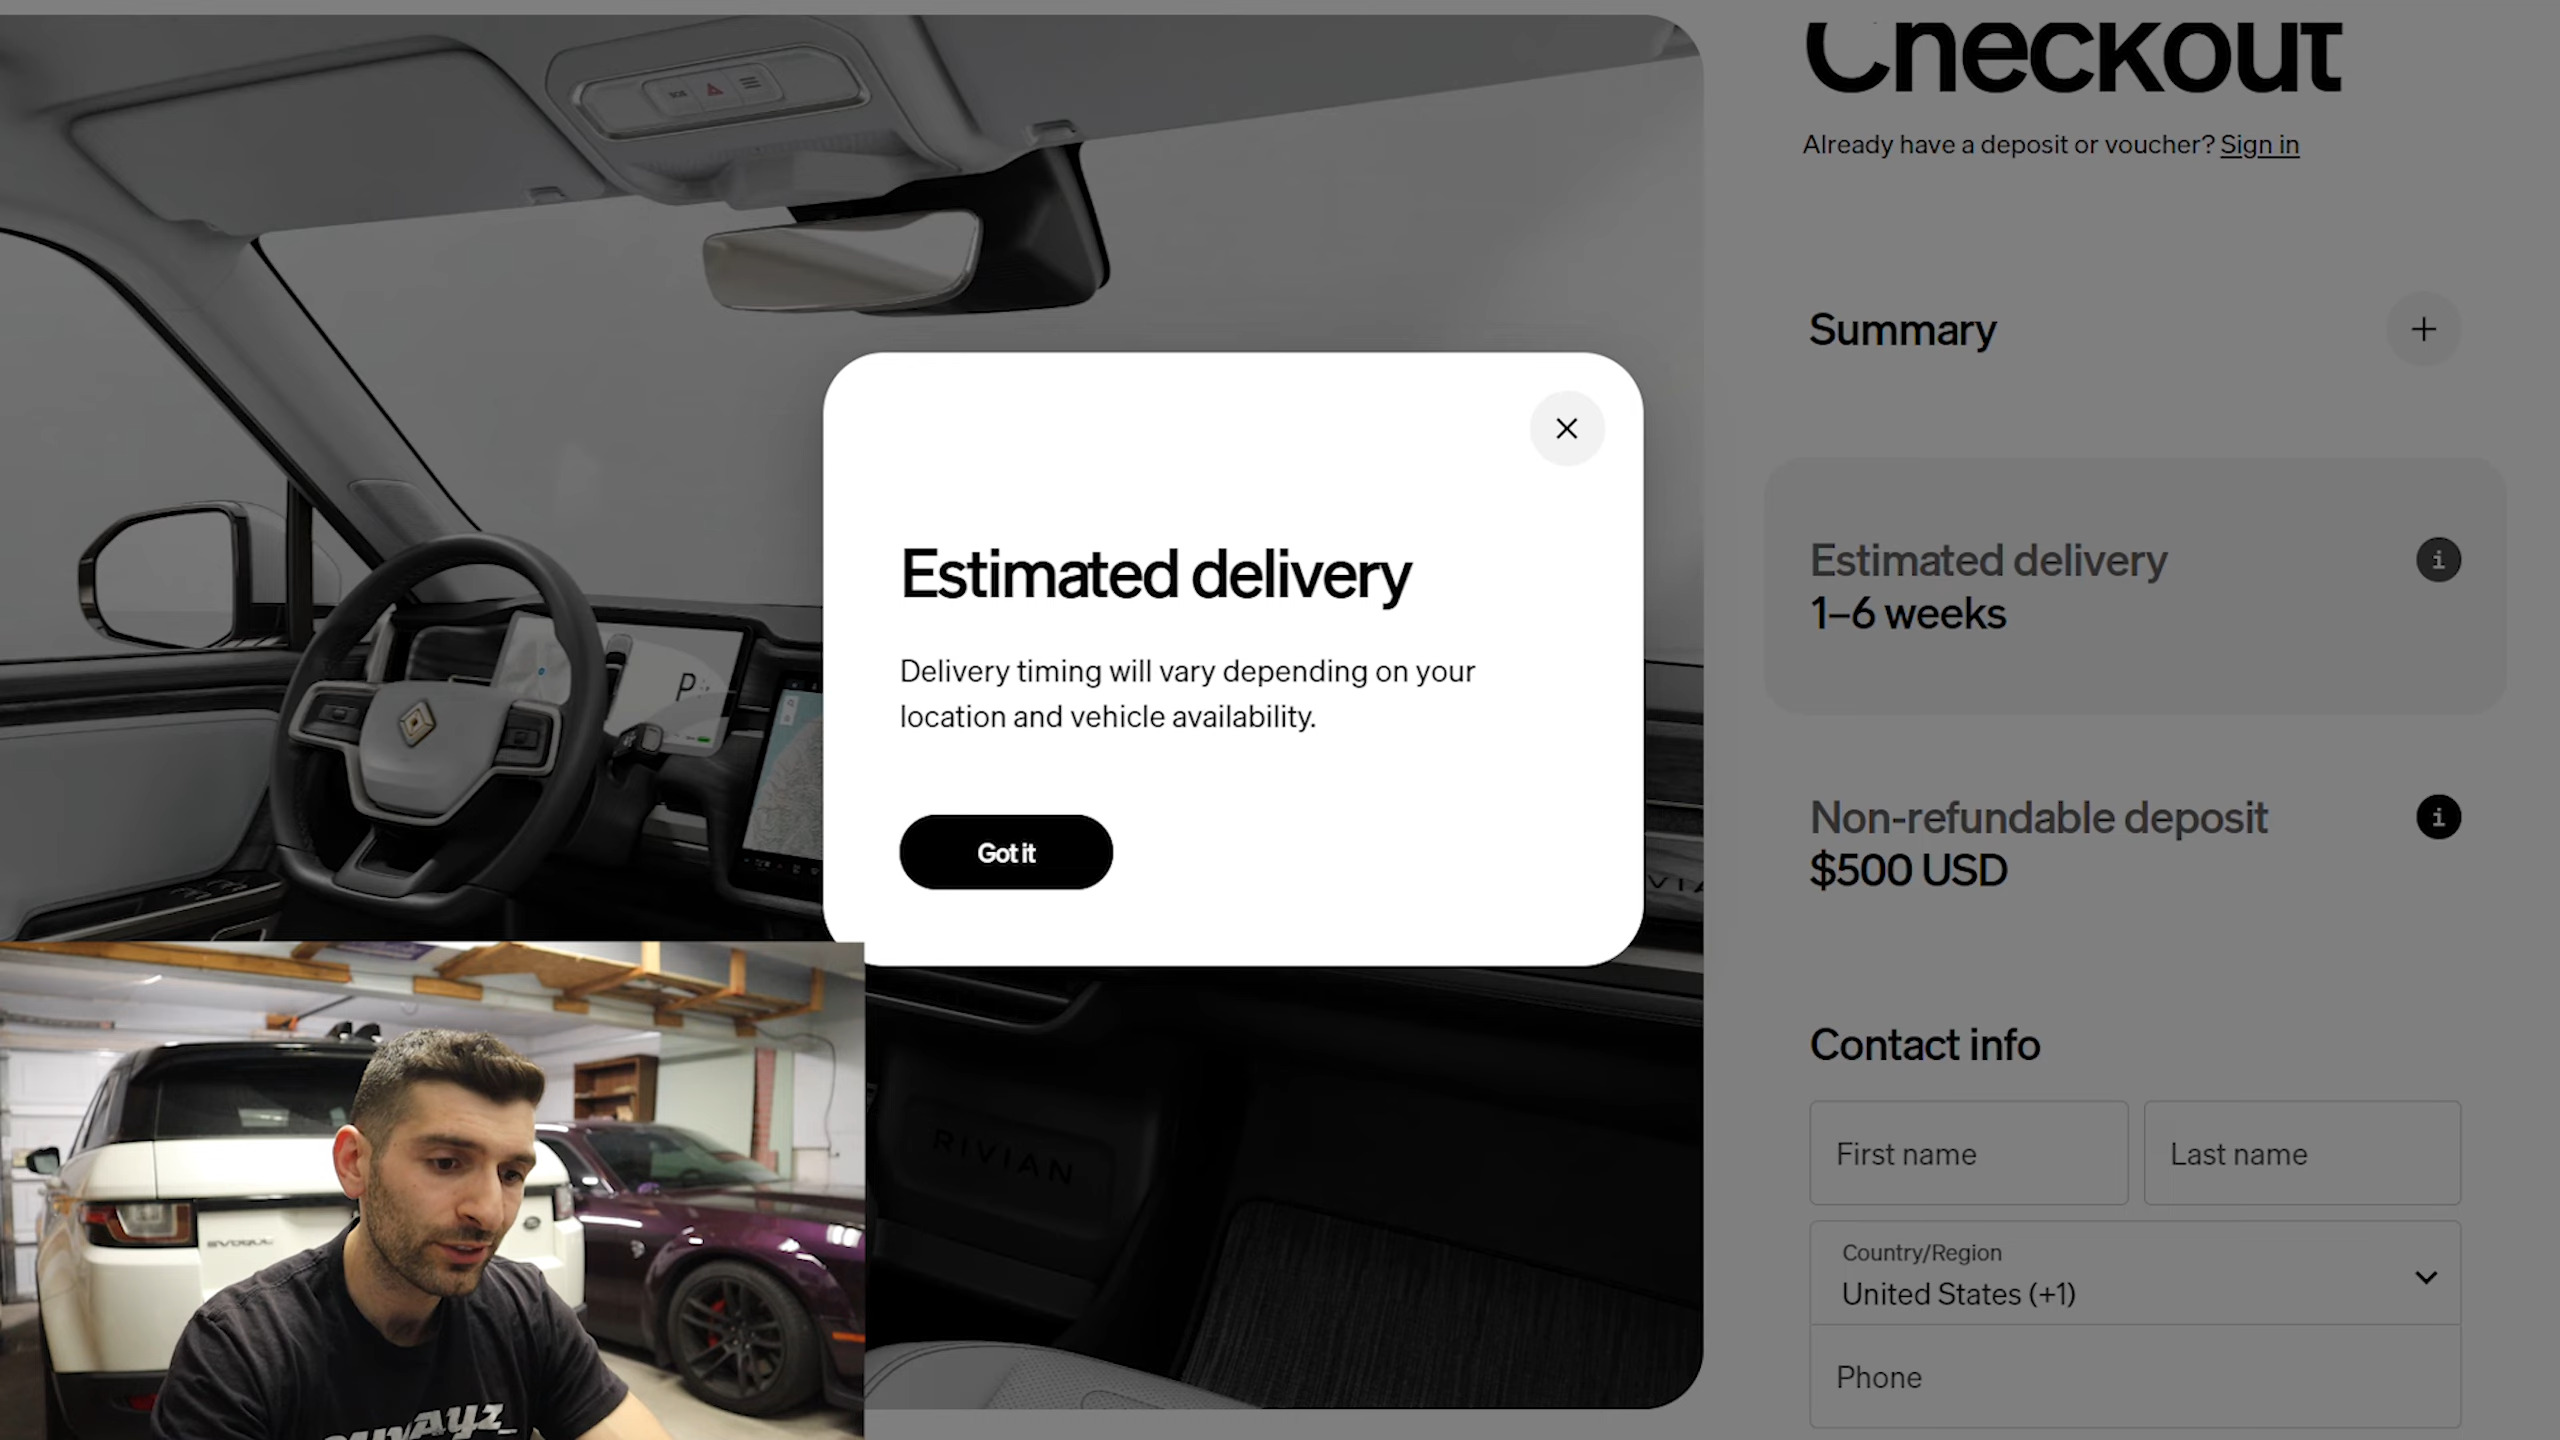 Checkout
Already have a deposit or voucher? Sign in
Summary
Estimated delivery
1–6 weeks
Non-refundable deposit
$500 USD
Contact info
First name
Last name
Country/Region
United States (+1)
Phone
Estimated delivery
Delivery timing will vary depending on your
location and vehicle availability.
Got it
SOS
P
RIVIAN
EVOQUE